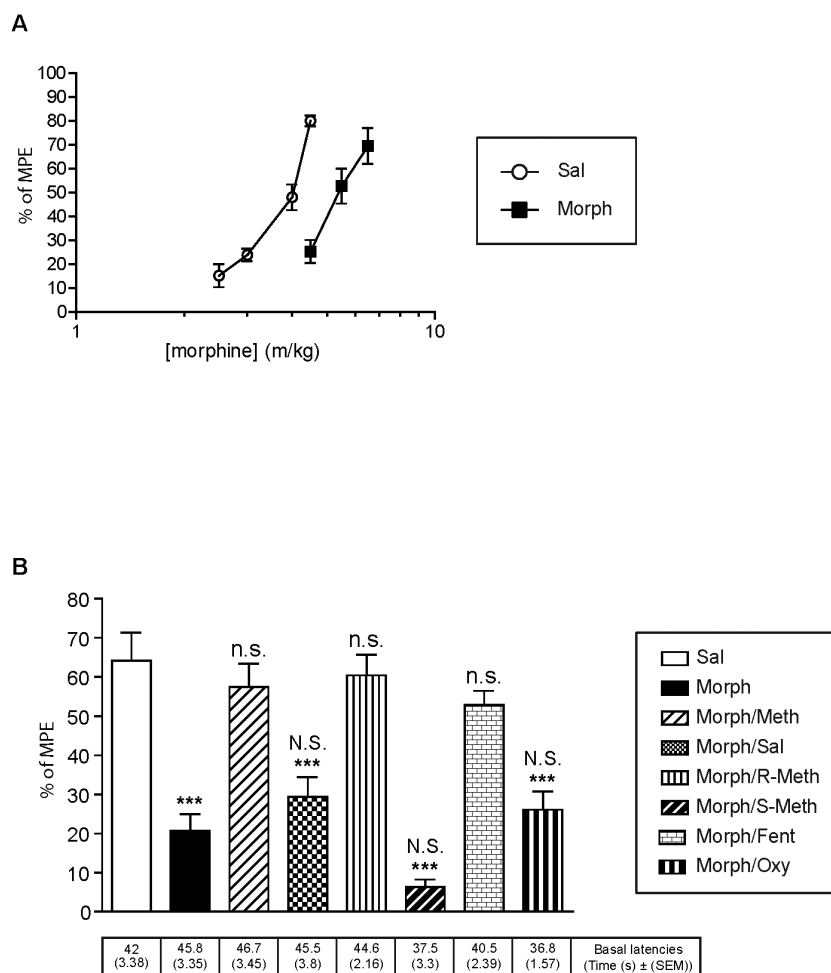 A
100
90
80
70
60
50
40
30
20
10
0
% of MPE
1
10
[morphine] (m/kg)
Sal
Morph
B
80
70
60
50
40
30
20
10
0
% of MPE
***
n.s.
N.S.
***
n.s.
N.S.
***
n.s.
N.S.
***
Sal
Morph
Morph/Meth
Morph/Sal
Morph/R-Meth
Morph/S-Meth
Morph/Fent
Morph/Oxy
42 45.8 46.7 45.5 44.6 37.5 40.5 36.8 Basal latencies
(3.38) (3.35) (3.45) (3.8) (2.16) (3.3) (2.39) (1.57) (Time (s) ± (SEM))